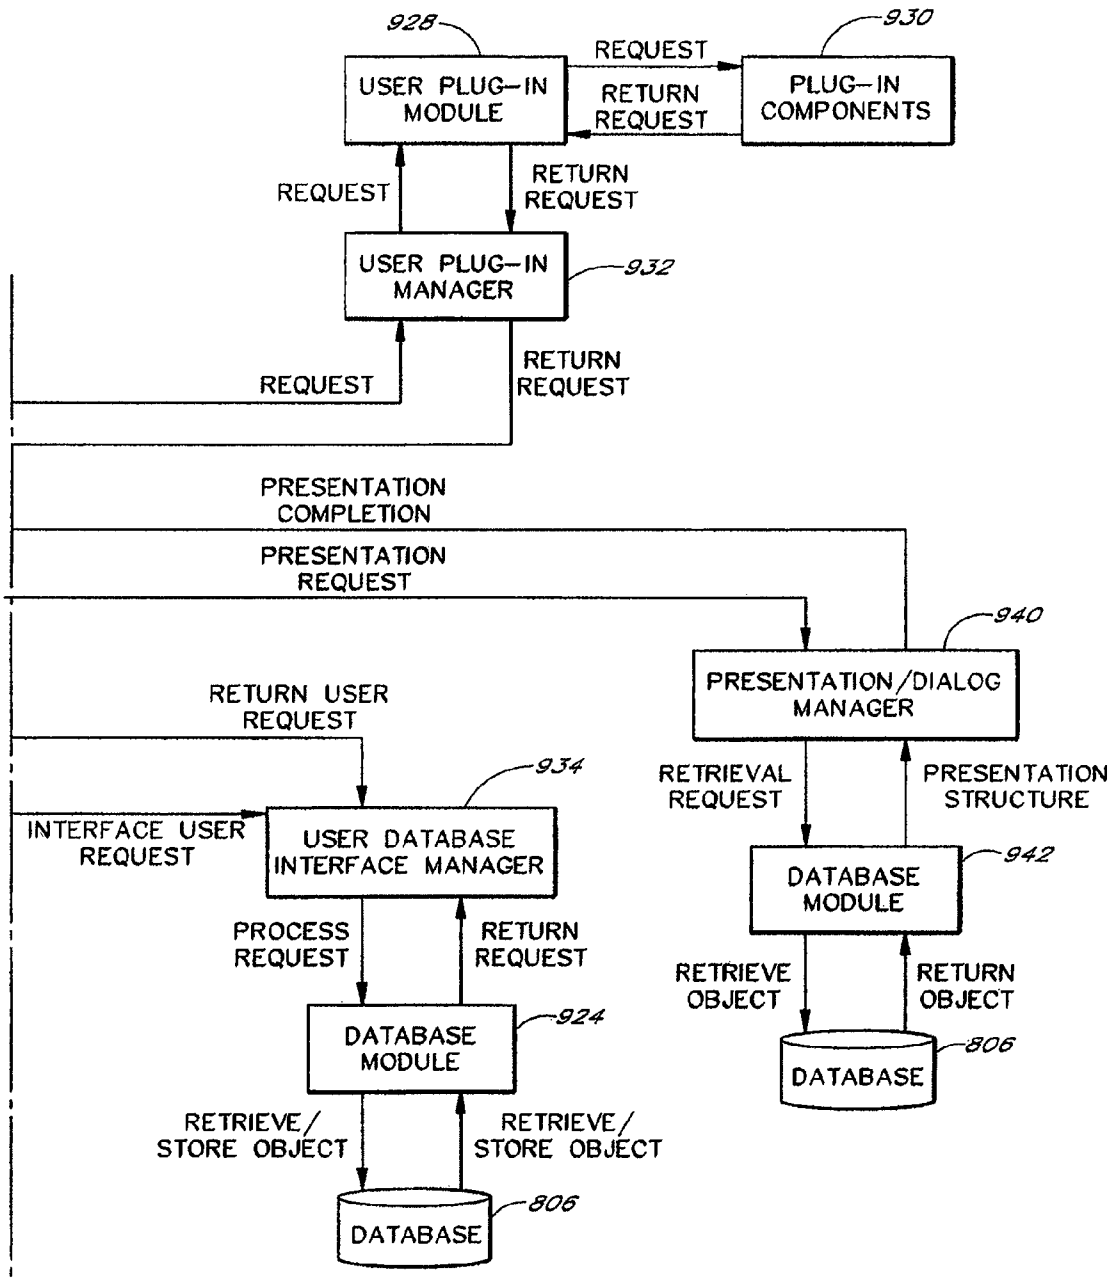 928
930
REQUEST
USER PLUG-IN
MODULE
PLUG-IN
COMPONENTS
RETURN
REQUEST
REQUEST
RETURN
REQUEST
USER PLUG-IN
MANAGER
932
REQUEST
RETURN
REQUEST
PRESENTATION
COMPLETION
PRESENTATION
REQUEST
940
PRESENTATION/DIALOG
MANAGER
RETURN USER
REQUEST
934
RETRIEVAL
REQUEST
PRESENTATION
STRUCTURE
INTERFACE USER
REQUEST
USER DATABASE
INTERFACE MANAGER
942
DATABASE
MODULE
PROCESS
REQUEST
RETURN
REQUEST
RETRIEVE
OBJECT
RETURN
OBJECT
924
DATABASE
MODULE
806
DATABASE
RETRIEVE/
STORE OBJECT
RETRIEVE/
STORE OBJECT
806
DATABASE